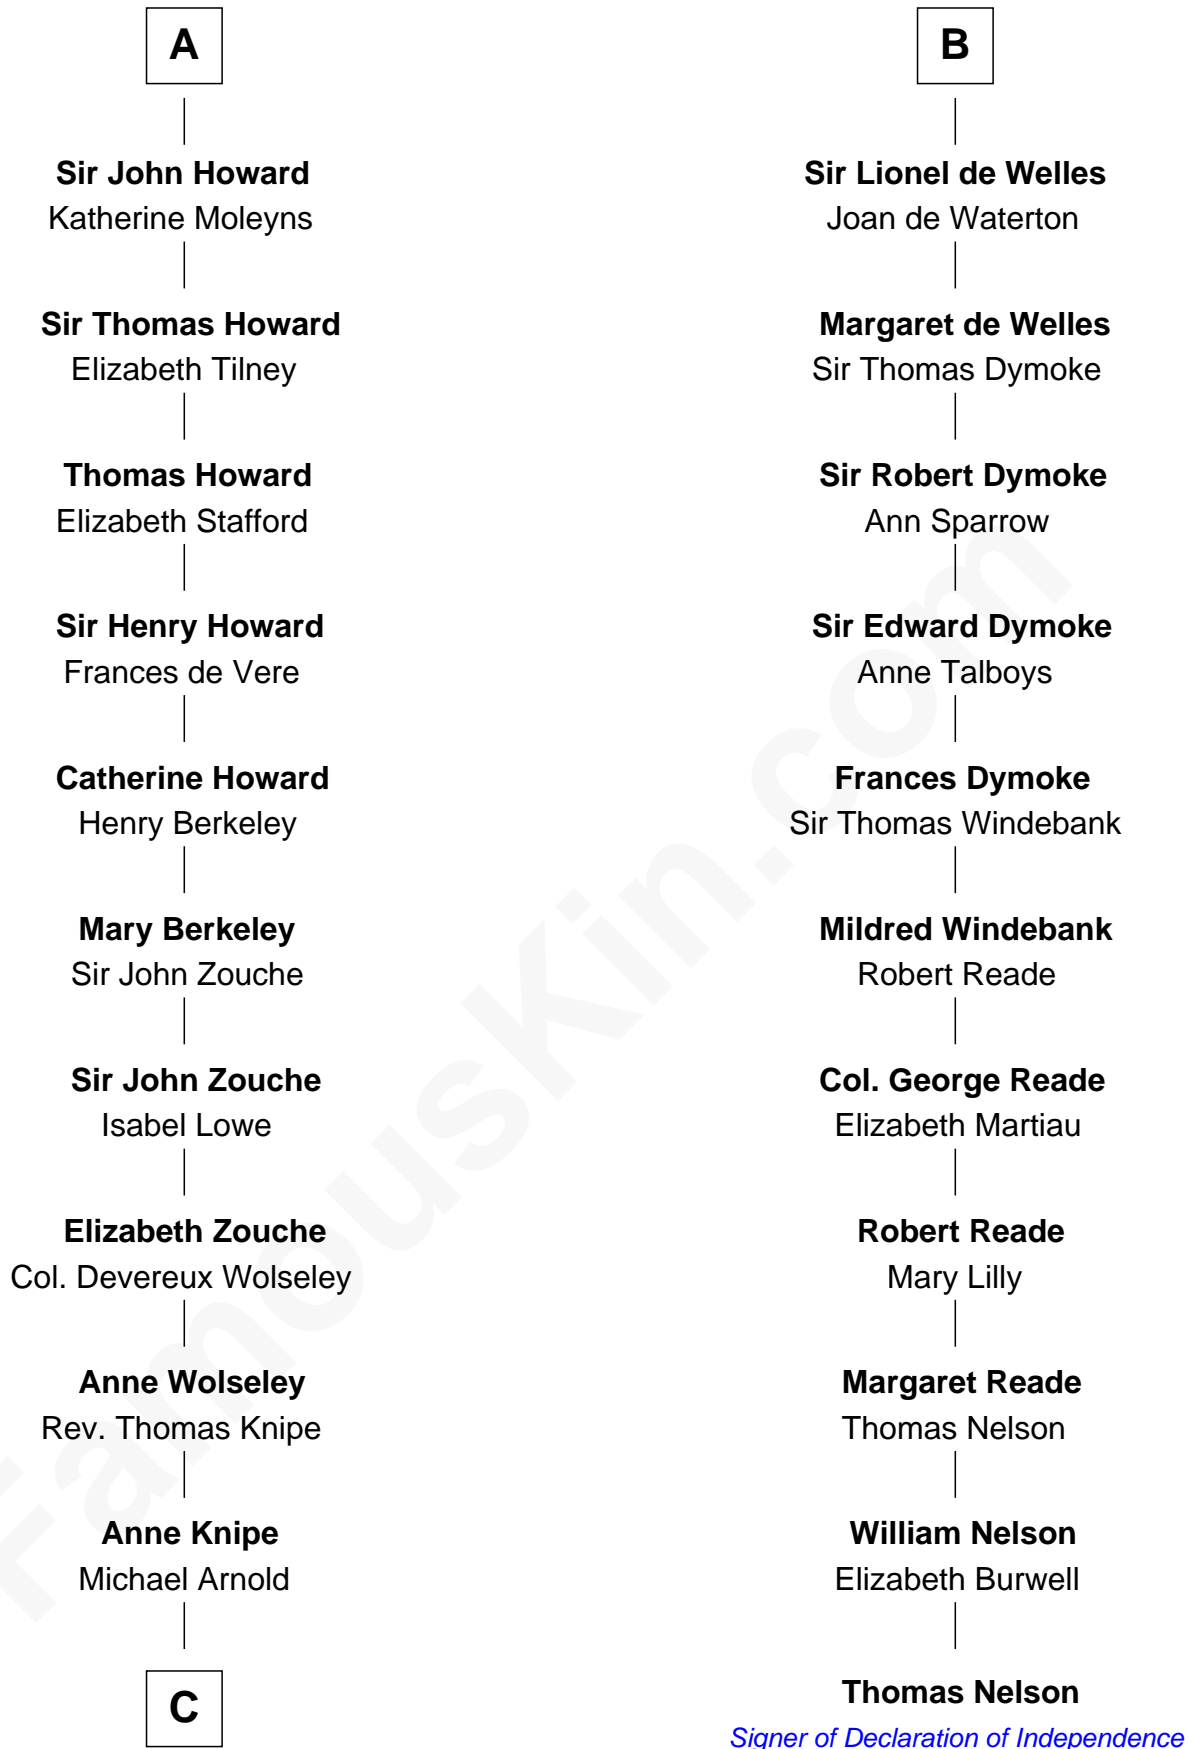 A
Sir John Howard
Katherine Moleyns
Sir Thomas Howard
Elizabeth Tilney
Thomas Howard
Elizabeth Stafford
Sir Henry Howard
Frances de Vere
Catherine Howard
Henry Berkeley
Mary Berkeley
Sir John Zouche
Sir John Zouche
Isabel Lowe
Elizabeth Zouche
Col. Devereux Wolseley
Anne Wolseley
Rev. Thomas Knipe
Anne Knipe
Michael Arnold
C
B
Sir Lionel de Welles
Joan de Waterton
Margaret de Welles
Sir Thomas Dymoke
Sir Robert Dymoke
Ann Sparrow
Sir Edward Dymoke
Anne Talboys
Frances Dymoke
Sir Thomas Windebank
Mildred Windebank
Robert Reade
Col. George Reade
Elizabeth Martiau
Robert Reade
Mary Lilly
Margaret Reade
Thomas Nelson
William Nelson
Elizabeth Burwell
Thomas Nelson
Signer of Declaration of Independence
FamousKin.com